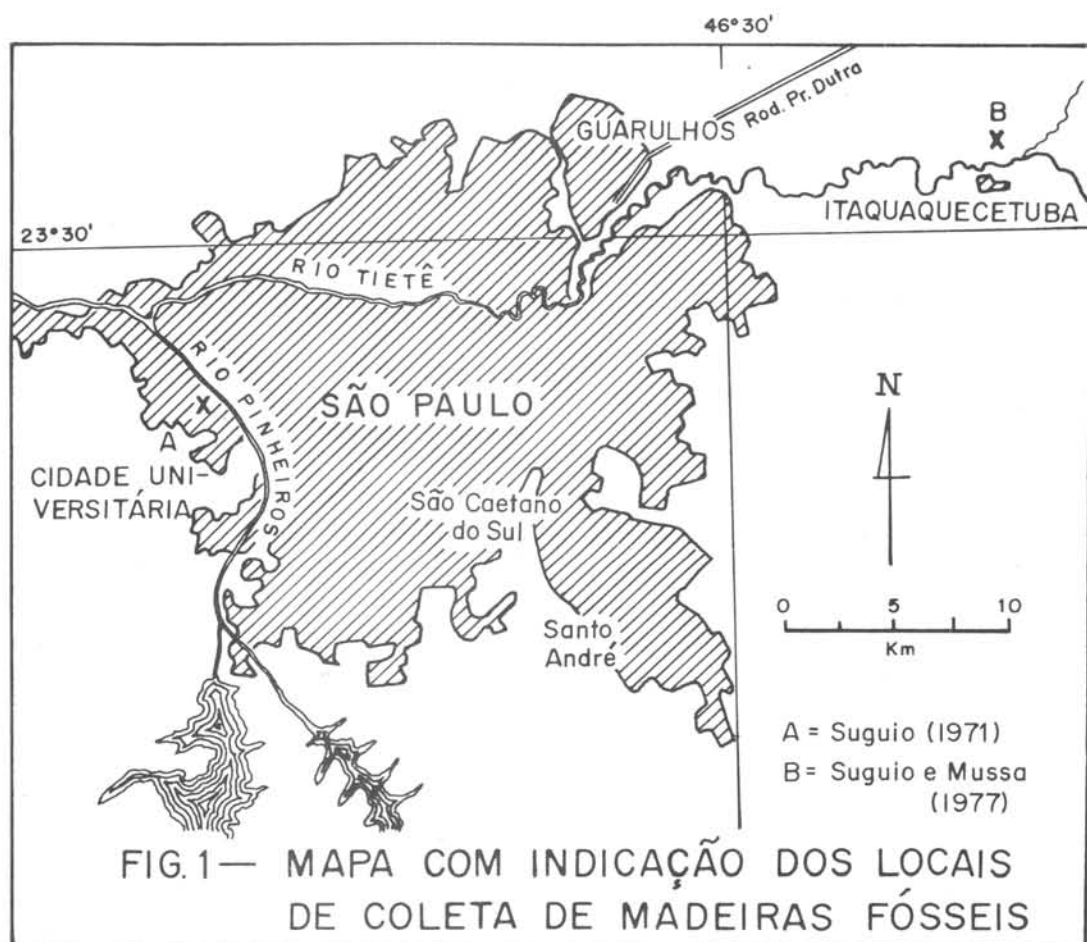 46°30'
Rod. Pr. Dutra
GUARULHOS
B
X
ITAQUAQUECETUBA
23°30'
RIO TIETÊ
RIO PINHEIROS
SÃO PAULO
X
A
CIDADE UNI-
VERSITÁRIA
São Caetano
do Sul
Santo
André
N
0 5 10
Km
A = Suguio (1971)
B = Suguio e Mussa
(1977)
FIG. 1 — MAPA COM INDICAÇÃO DOS LOCAIS
DE COLETA DE MADEIRAS FÓSSEIS